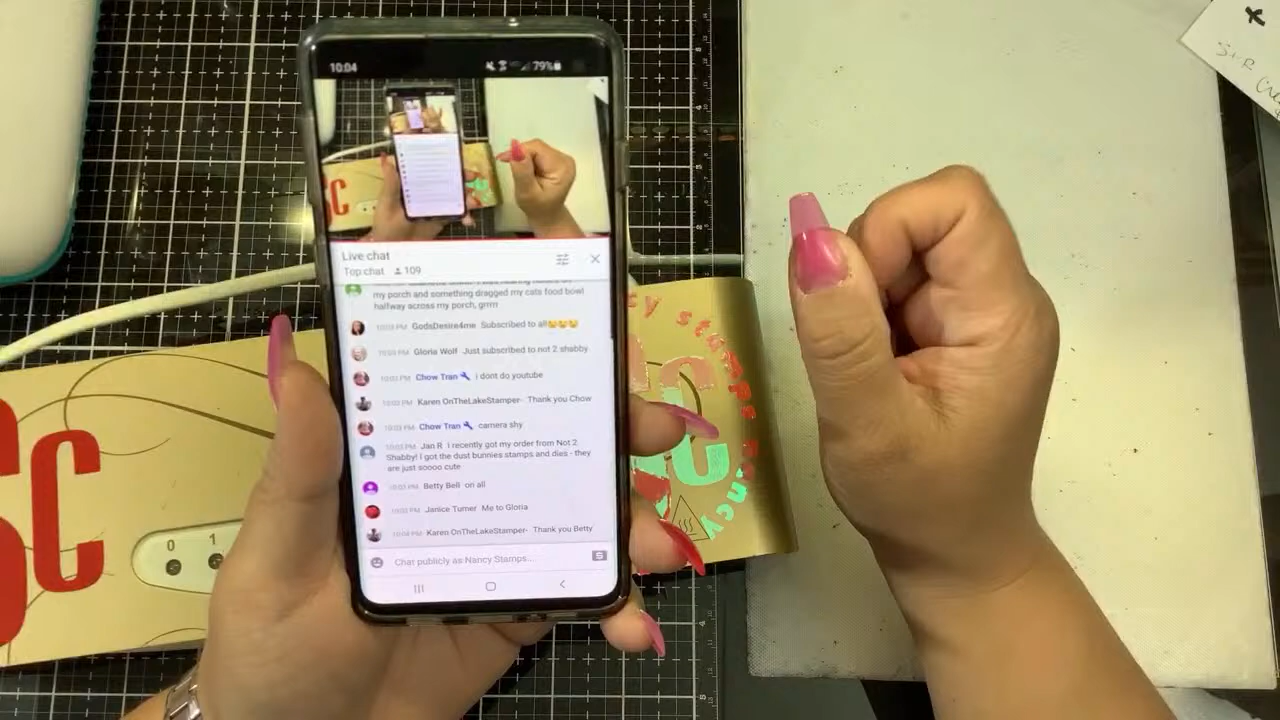 10:04
79%
Live chat
Top chat 109
my porch and something dragged my cats food bowl
halfway across my porch, grrrr
10:03 PM GodsDesire4me Subscribed to all
10:03 PM Gloria Wolf Just subscribed to not 2 shabby
10:03 PM Chow Tran i dont do youtube
10:03 PM Karen OnTheLakeStamper- Thank you Chow
10:03 PM Chow Tran camera shy
10:03 PM Jan R I recently got my order from Not 2
Shabby! I got the dust bunnies stamps and dies - they
are just soooo cute
10:03 PM Betty Bell on all
10:03 PM Janice Turner Me to Gloria
10:04 PM Karen OnTheLakeStamper- Thank you Betty
Chat publicly as Nancy Stamps...
SC
0 1
cy stamps fancy
C
x